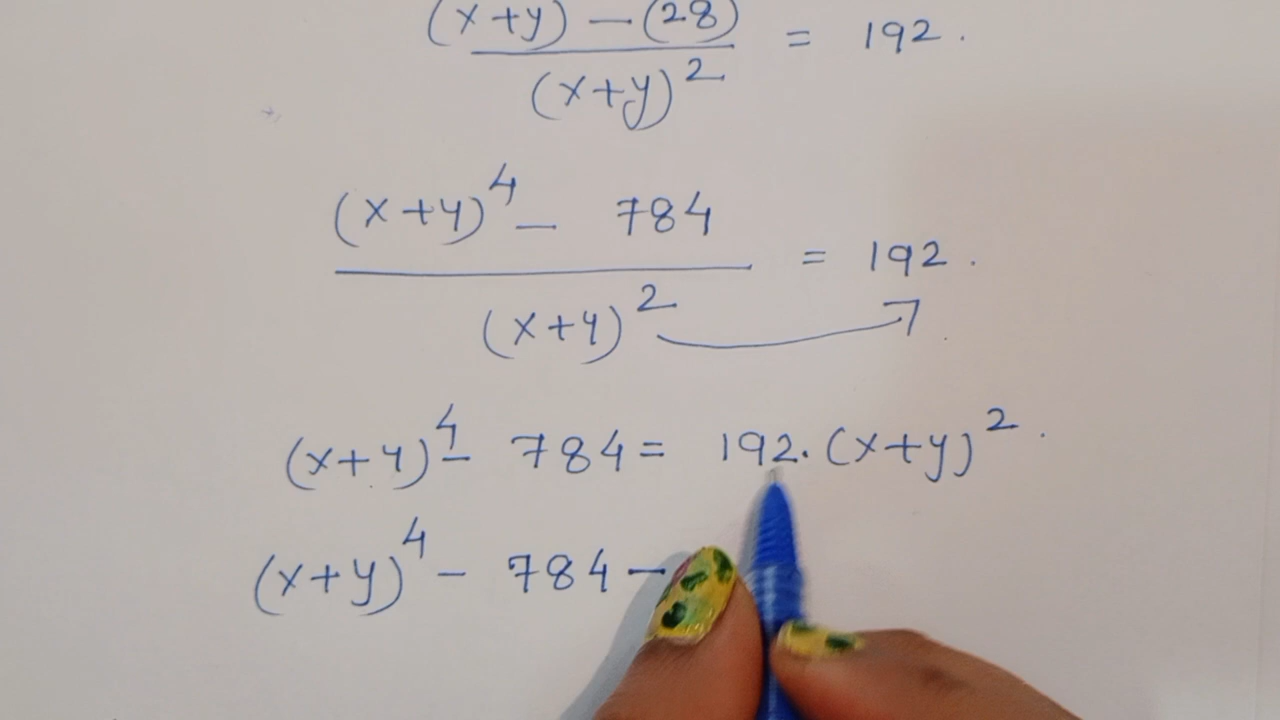 (x+y) — (28)
= 192.
(x+y)²
(x+y)⁴ — 784
= 192.
(x+y)²
(x+y)⁴ — 784 = 192.(x+y)².
(x+y)⁴ — 784 —